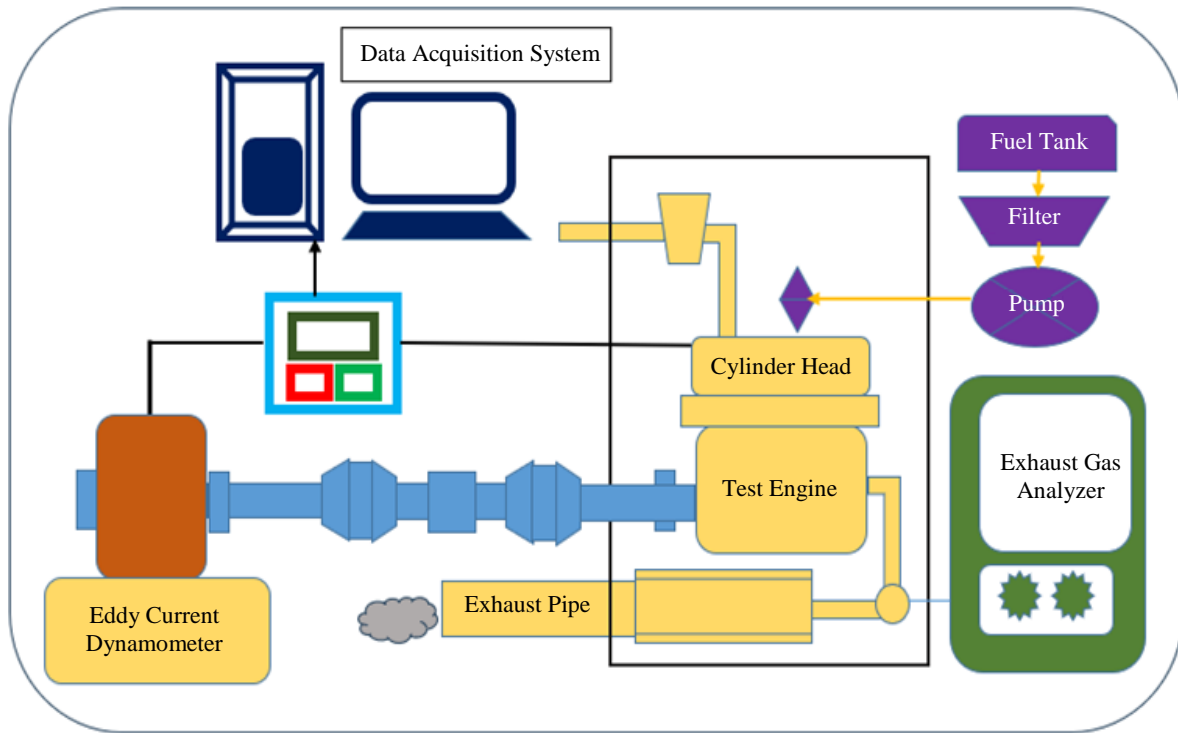 Data Acquisition System
Fuel Tank
Filter
Pump
Cylinder Head
Test Engine
Exhaust Gas
Analyzer
Exhaust Pipe
Eddy Current
Dynamometer